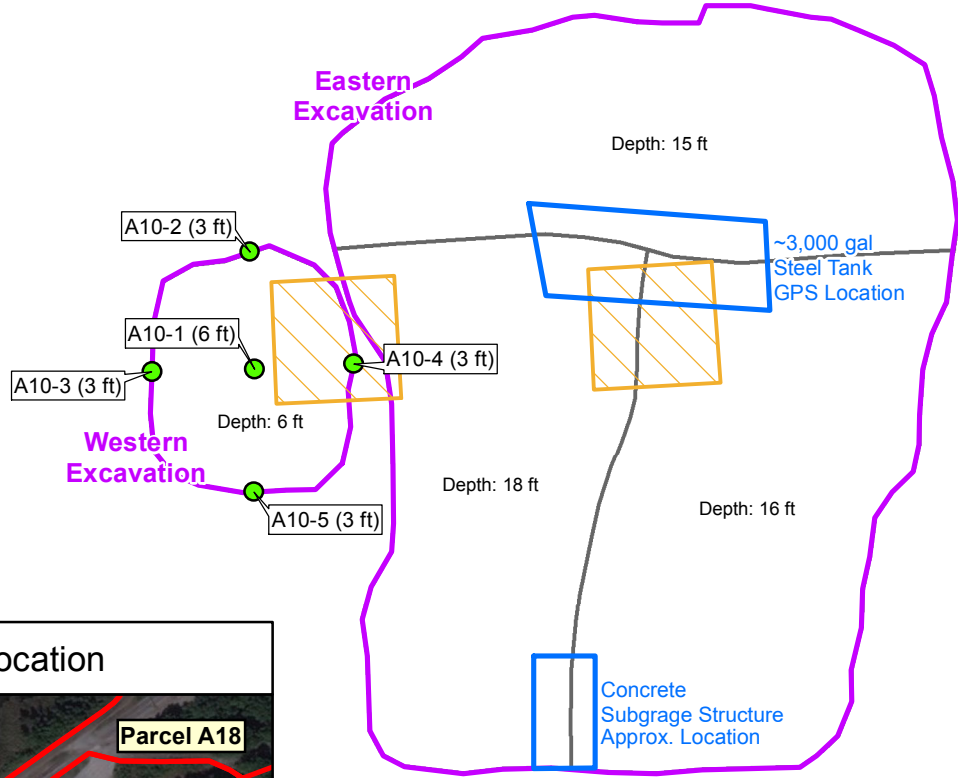 Eastern
Excavation
Depth: 15 ft
A10-2 (3 ft)
~3,000 gal
Steel Tank
GPS Location
A10-1 (6 ft)
A10-4 (3 ft)
A10-3 (3 ft)
Depth: 6 ft
Western
Excavation
Depth: 18 ft
Depth: 16 ft
A10-5 (3 ft)
ocation
Concrete
Subgrage Structure
Approx. Location
Parcel A18